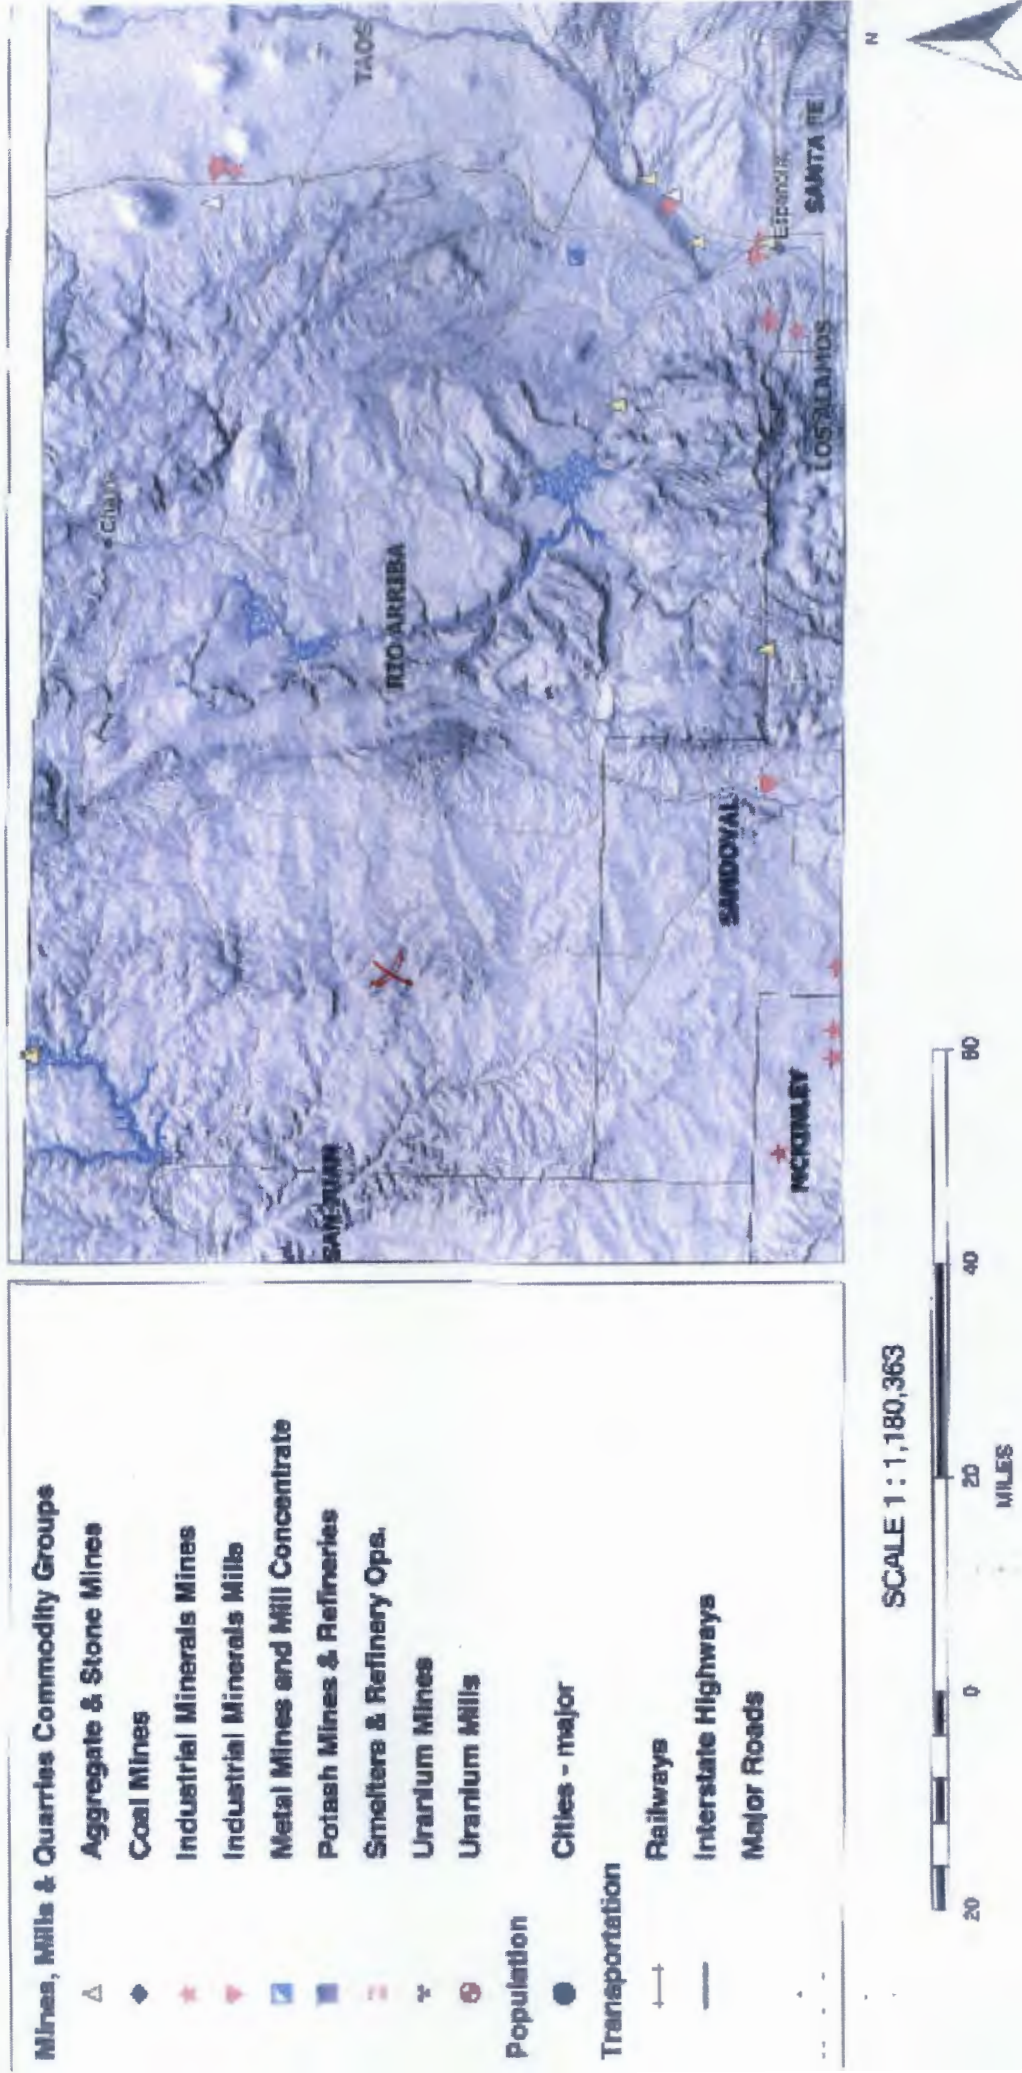 Mines, Mills & Quarries Commodity Groups
Aggregate & Stone Mines
Coal Mines
Industrial Minerals Mines
Industrial Minerals Mills
Metal Mines and Mill Concentrate
Potash Mines & Refineries
Smelters & Refinery Ops.
Uranium Mines
Uranium Mills
Population
Cities - major
Transportation
Railways
Interstate Highways
Major Roads
Chama
TAOS
SAN JUAN
RIO ARRIBA
SANDOVAL
MCKINLEY
LOS ALAMOS
Espanola
SANTA FE
N
SCALE 1 : 1,180,363
20 0 20 40 60
MILES